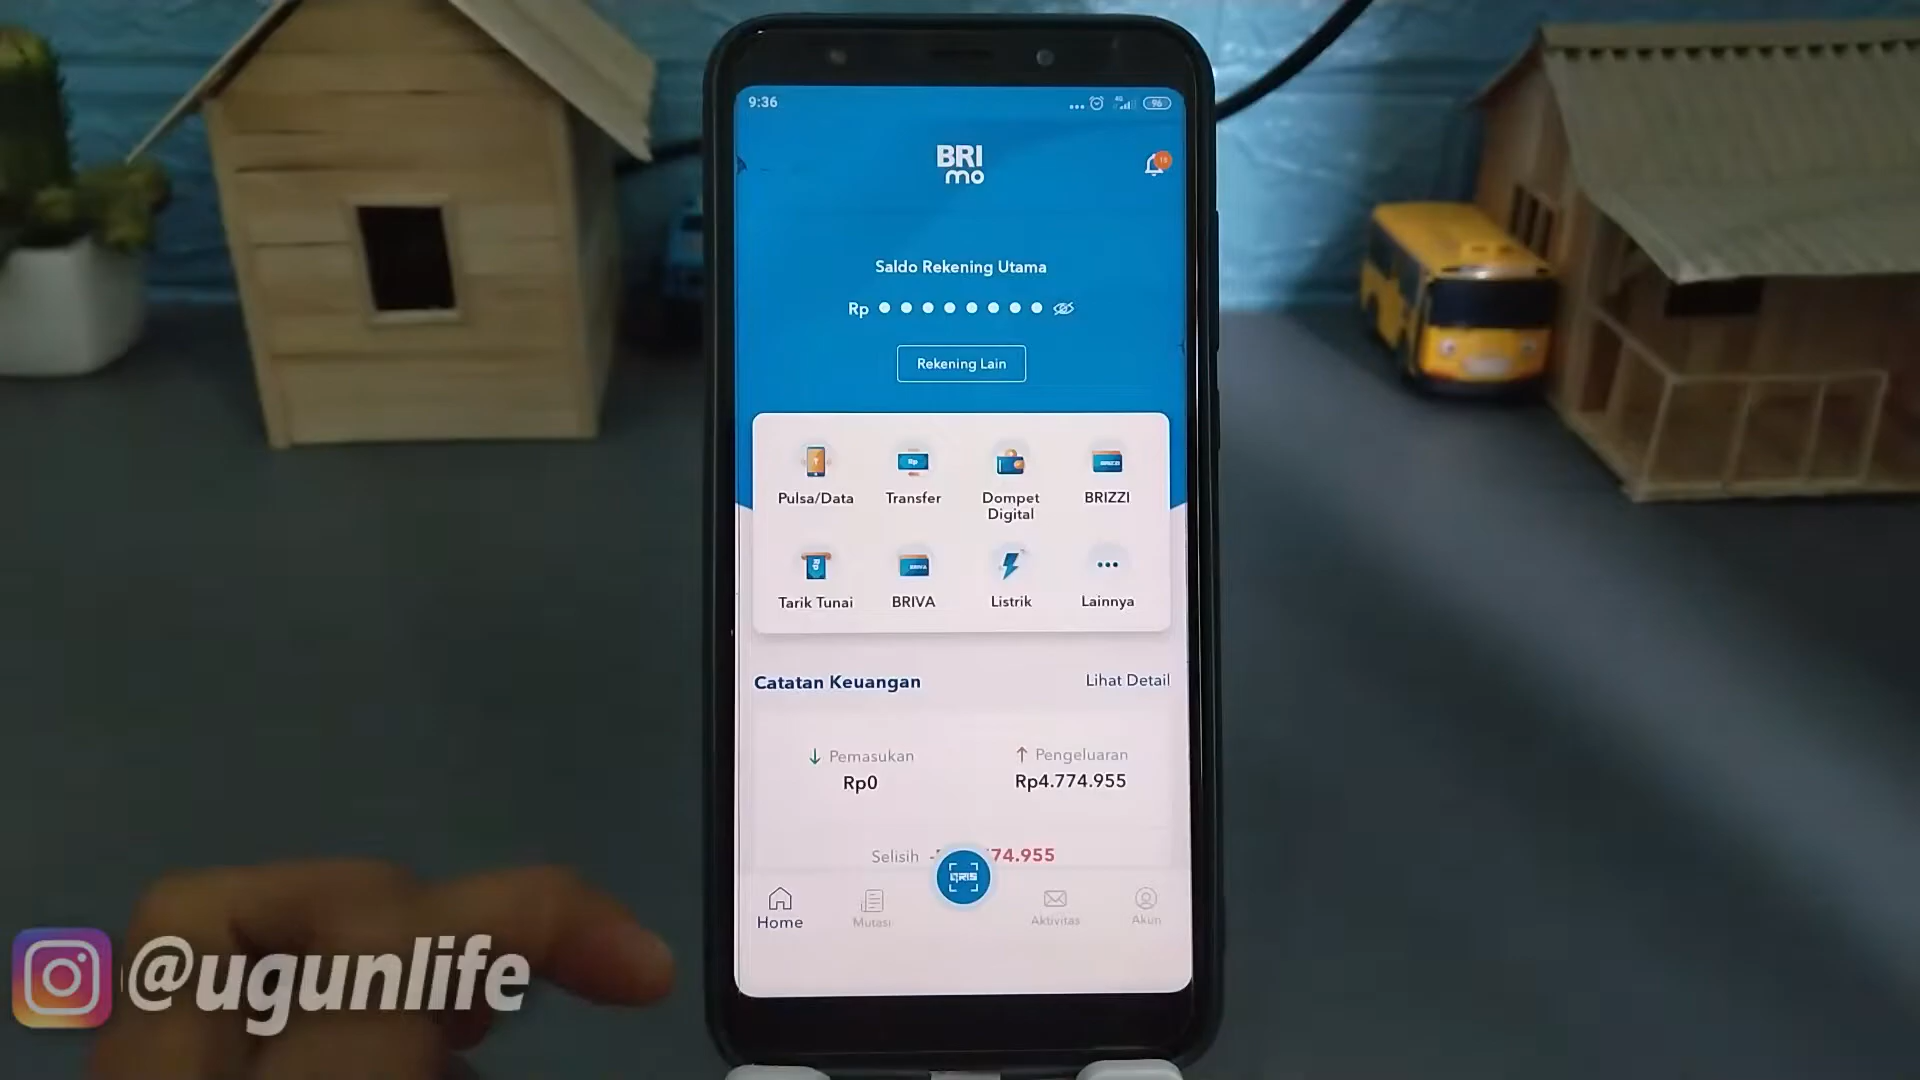 9:36
96
BRI
mo
18
Saldo Rekening Utama
Rp
Rekening Lain
Pulsa/Data
Transfer
Dompet
Digital
BRIZZI
Tarik Tunai
BRIVA
Listrik
Lainnya
Catatan Keuangan
Lihat Detail
Pemasukan
Pengeluaran
Rp0
Rp4.774.955
Selisih
74.955
QRIS
Home
Mutasi
Aktivitas
Akun
@ugunlife